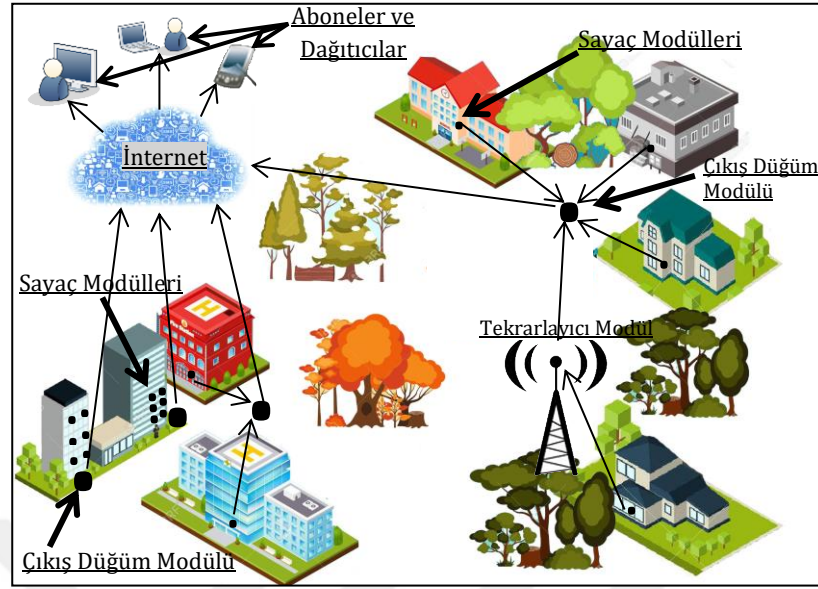 Aboneler ve
Dağıtıcılar
Sayaç Modülleri
İnternet
Çıkış Düğüm
Modülü
Sayaç Modülleri
Tekrarlayıcı Modül
H
H
Çıkış Düğüm Modülü